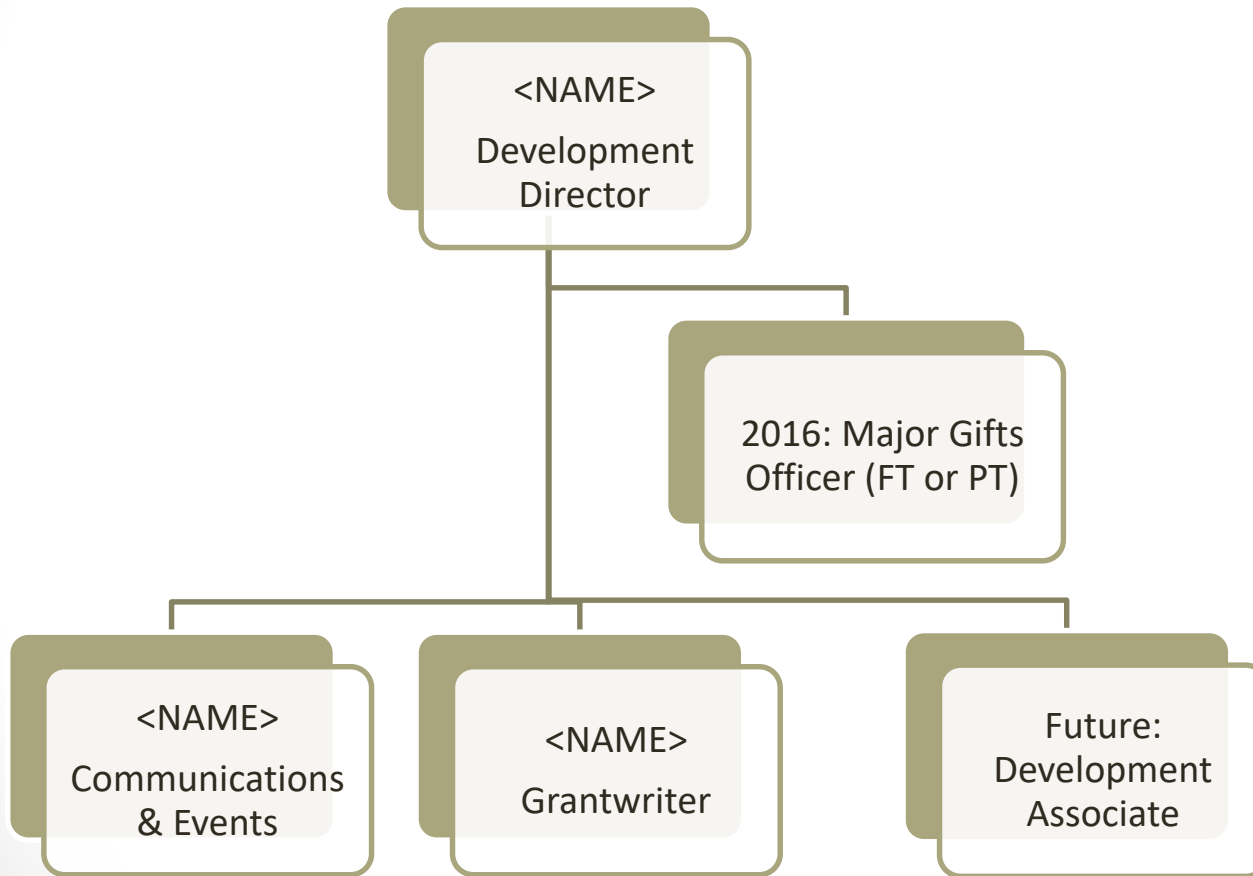 <NAME>
Development
Director
2016: Major Gifts
Officer (FT or PT)
<NAME>
Communications
& Events
<NAME>
Grantwriter
Future:
Development
Associate